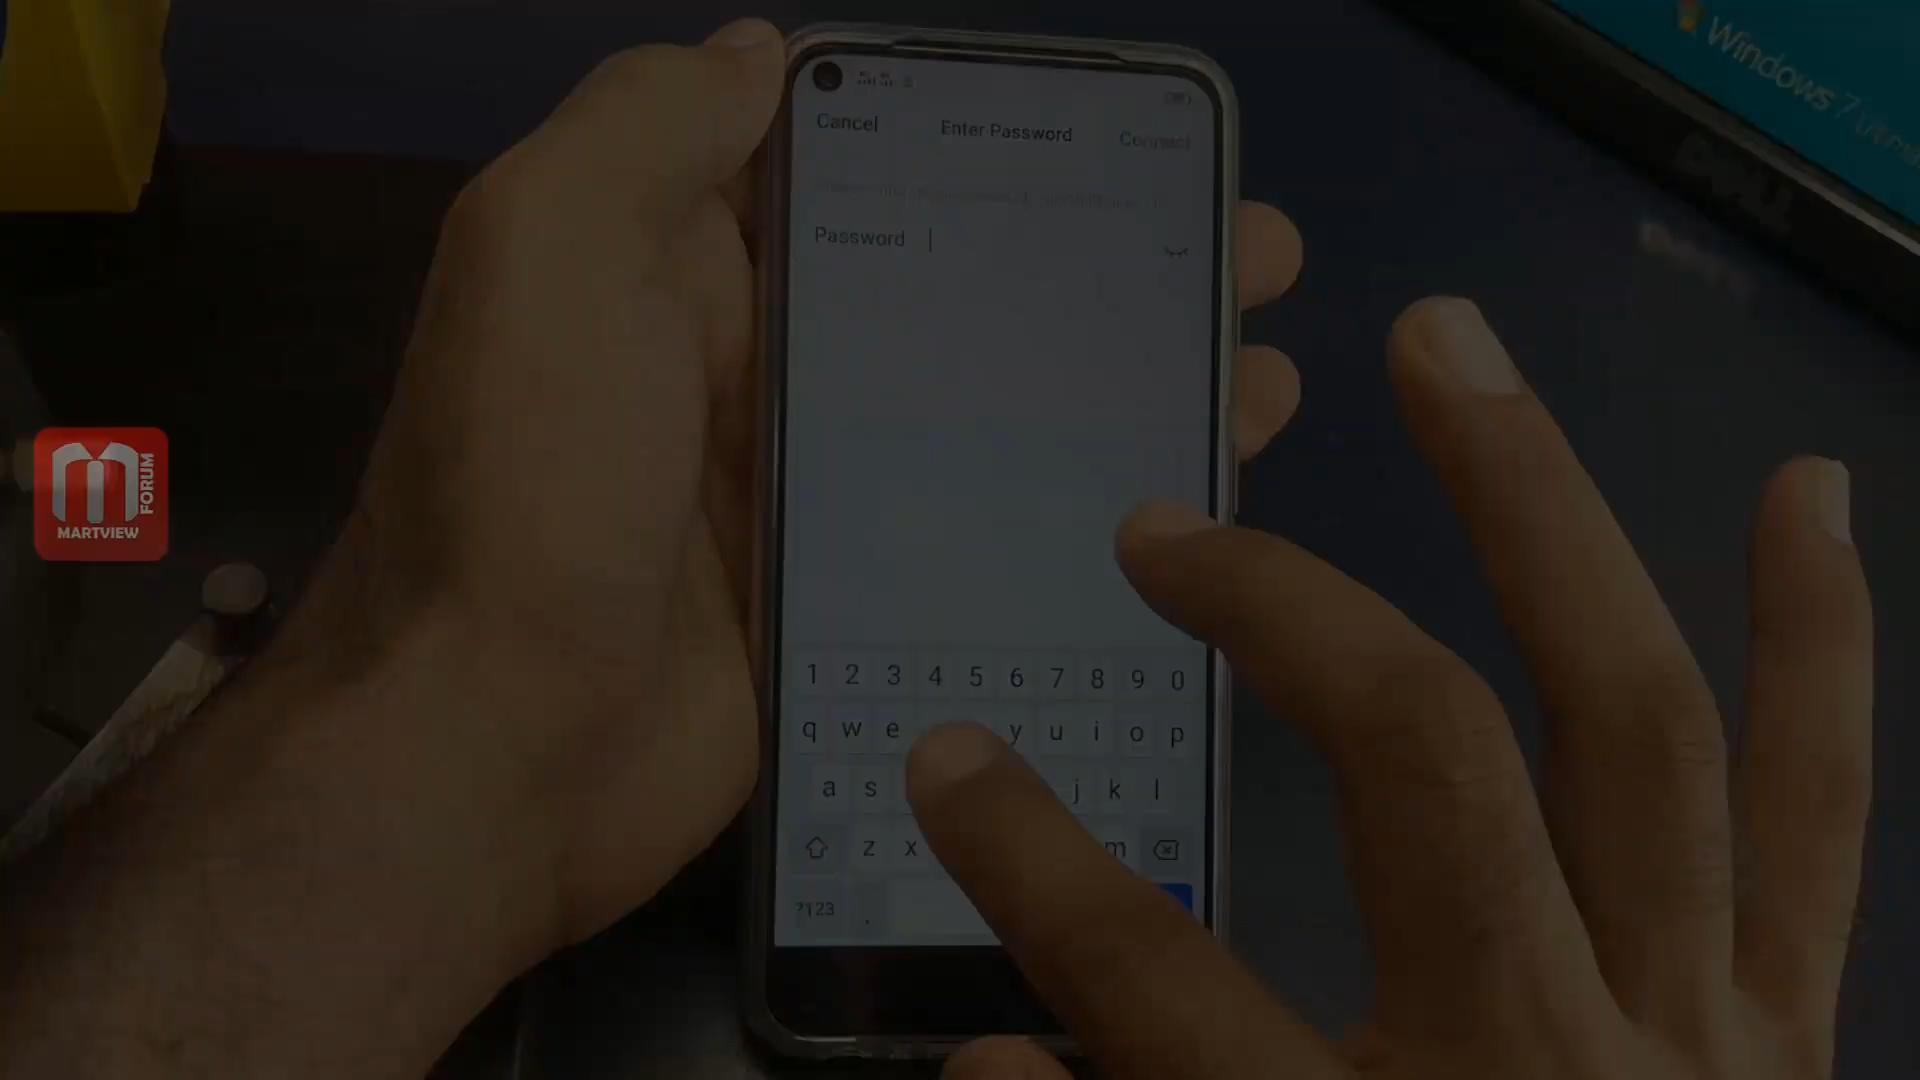 Windows 7
DELL
Cancel Enter Password Connect
Password
1 2 3 4 5 6 7 8 9 0
q w e y u i o p
a s j k l
z x m
?123 .
FORUM
MARTVIEW